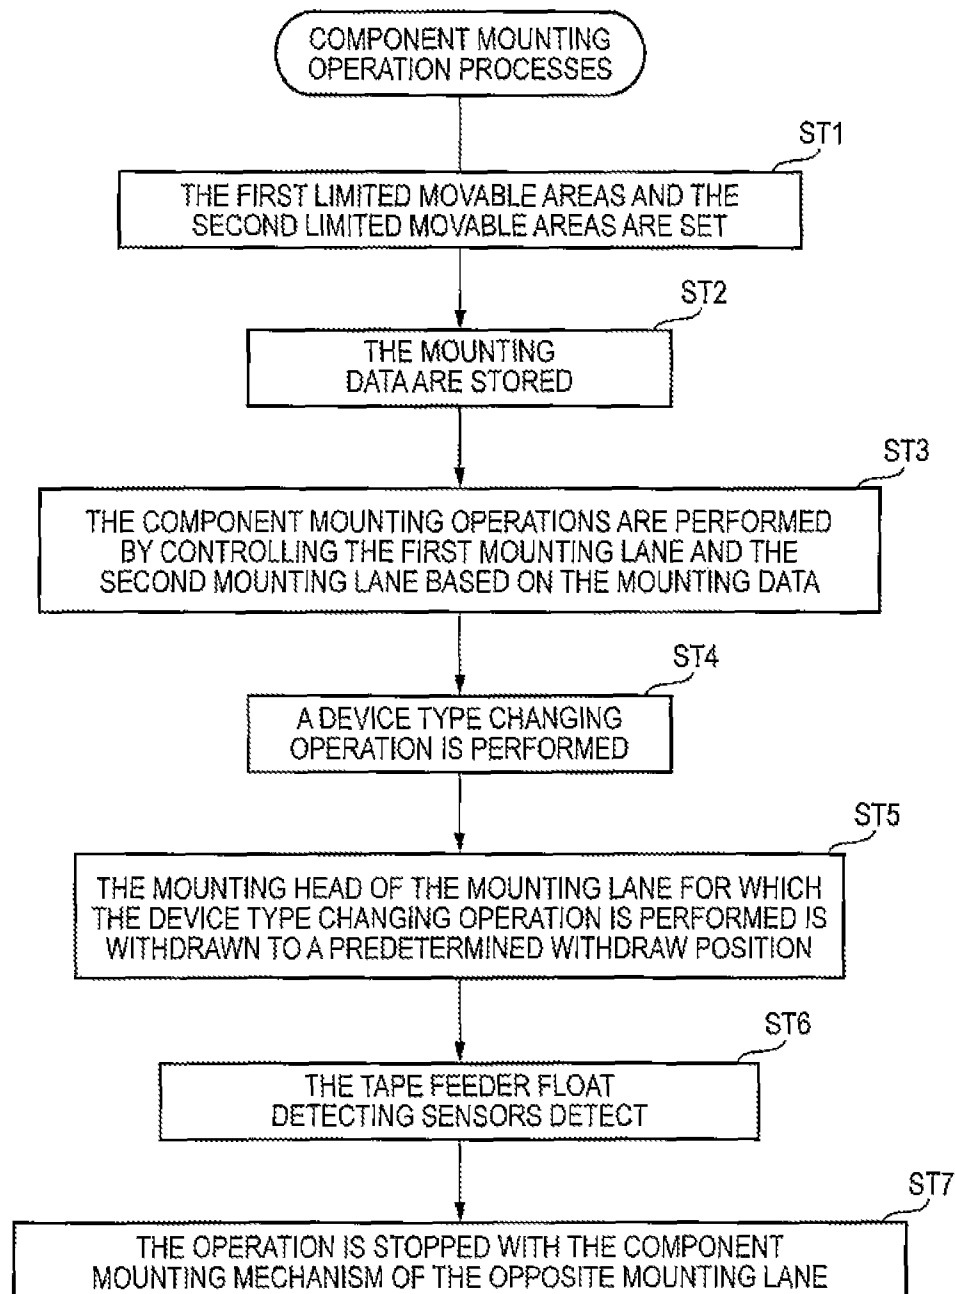 COMPONENT MOUNTING
OPERATION PROCESSES
ST1
THE FIRST LIMITED MOVABLE AREAS AND THE
SECOND LIMITED MOVABLE AREAS ARE SET
ST2
THE MOUNTING
DATA ARE STORED
ST3
THE COMPONENT MOUNTING OPERATIONS ARE PERFORMED
BY CONTROLLING THE FIRST MOUNTING LANE AND THE
SECOND MOUNTING LANE BASED ON THE MOUNTING DATA
ST4
A DEVICE TYPE CHANGING
OPERATION IS PERFORMED
ST5
THE MOUNTING HEAD OF THE MOUNTING LANE FOR WHICH
THE DEVICE TYPE CHANGING OPERATION IS PERFORMED IS
WITHDRAWN TO A PREDETERMINED WITHDRAW POSITION
ST6
THE TAPE FEEDER FLOAT
DETECTING SENSORS DETECT
ST7
THE OPERATION IS STOPPED WITH THE COMPONENT
MOUNTING MECHANISM OF THE OPPOSITE MOUNTING LANE